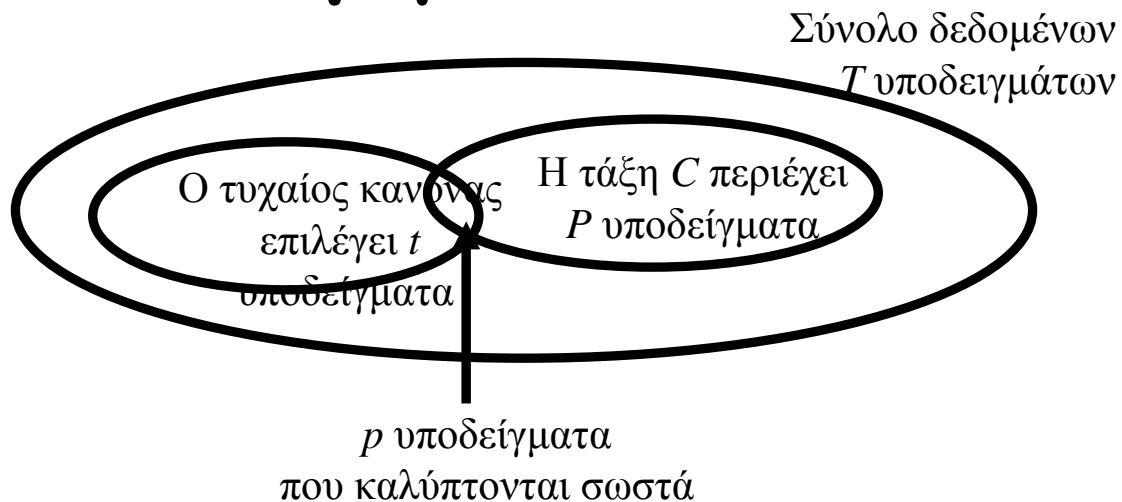 Σύνολο δεδομένων
T υποδειγμάτων
Ο τυχαίος κανόνας
επιλέγει t
υποδείγματα
Η τάξη C περιέχει
P υποδείγματα
p υποδείγματα
που καλύπτονται σωστά